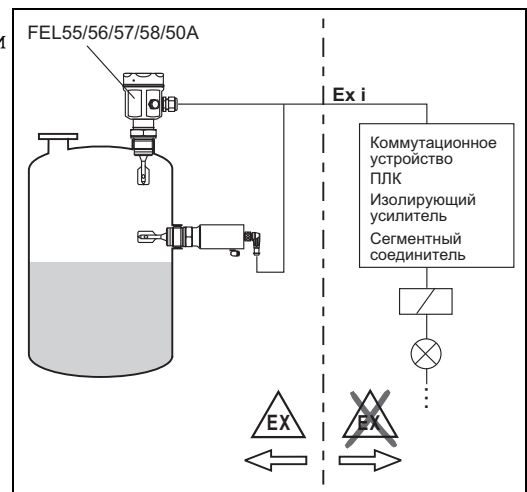 и
FEL55/56/57/58/50A
Ex i
Коммутационное
устройство
ПЛК
Изолирующий
усилитель
Сегментный
соединитель
EX
EX